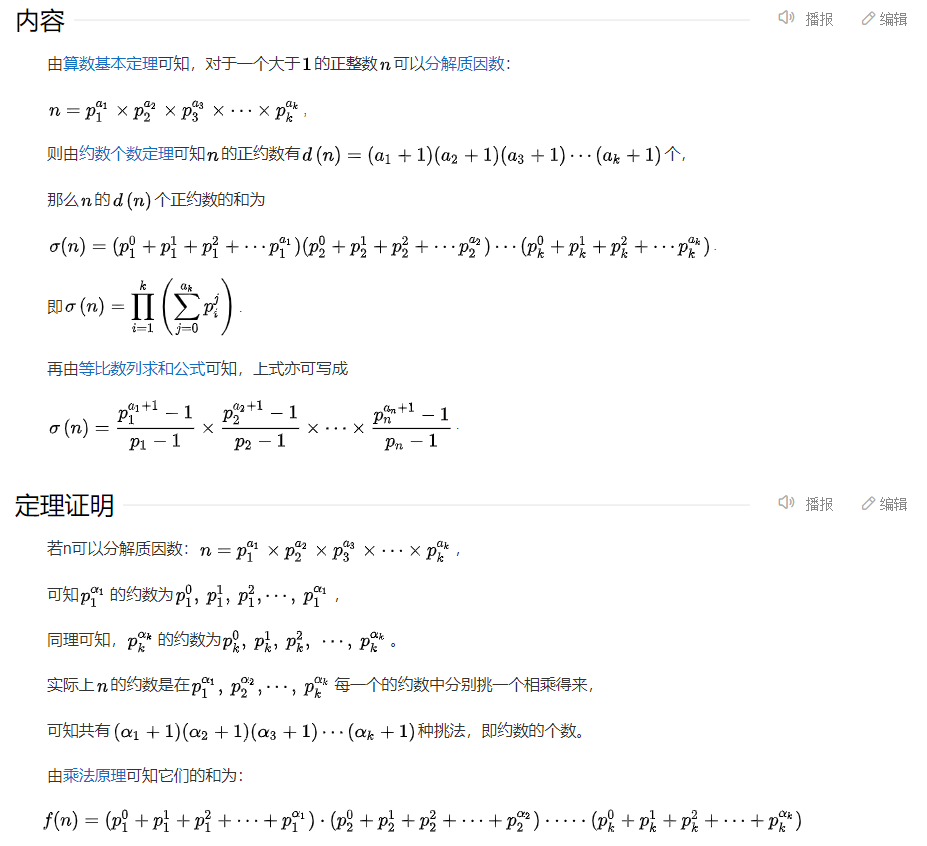 内容 播报 编辑
由算数基本定理可知，对于一个大于1的正整数n可以分解质因数：
$n = p_1^{a_1} \times p_2^{a_2} \times p_3^{a_3} \times \cdots \times p_k^{a_k}$，
则由约数个数定理可知n的正约数有$d(n) = (a_1+1)(a_2+1)(a_3+1)\cdots(a_k+1)$个，
那么n的$d(n)$个正约数的和为
$\sigma(n) = (p_1^0 + p_1^1 + p_1^2 + \cdots p_1^{a_1})(p_2^0 + p_2^1 + p_2^2 + \cdots p_2^{a_2})\cdots(p_k^0 + p_k^1 + p_k^2 + \cdots p_k^{a_k})$.
即$\sigma(n) = \prod_{i=1}^{k}\left(\sum_{j=0}^{a_k} p_i^j\right)$.
再由等比数列求和公式可知，上式亦可写成
$\sigma(n) = \frac{p_1^{a_1+1}-1}{p_1-1} \times \frac{p_2^{a_2+1}-1}{p_2-1} \times \cdots \times \frac{p_n^{a_n+1}-1}{p_n-1}$.
定理证明 播报 编辑
若n可以分解质因数：$n = p_1^{a_1} \times p_2^{a_2} \times p_3^{a_3} \times \cdots \times p_k^{a_k}$，
可知$p_1^{\alpha_1}$的约数为$p_1^0, p_1^1, p_1^2, \cdots, p_1^{\alpha_1}$，
同理可知，$p_k^{\alpha_k}$的约数为$p_k^0, p_k^1, p_k^2, \cdots, p_k^{\alpha_k}$。
实际上n的约数是在$p_1^{\alpha_1}, p_2^{\alpha_2}, \cdots, p_k^{\alpha_k}$每一个的约数中分别挑一个相乘得来，
可知共有$(\alpha_1+1)(\alpha_2+1)(\alpha_3+1)\cdots(\alpha_k+1)$种挑法，即约数的个数。
由乘法原理可知它们的和为：
$f(n) = (p_1^0 + p_1^1 + p_1^2 + \cdots + p_1^{\alpha_1}) \cdot (p_2^0 + p_2^1 + p_2^2 + \cdots + p_2^{\alpha_2}) \cdot \cdots \cdot (p_k^0 + p_k^1 + p_k^2 + \cdots + p_k^{\alpha_k})$